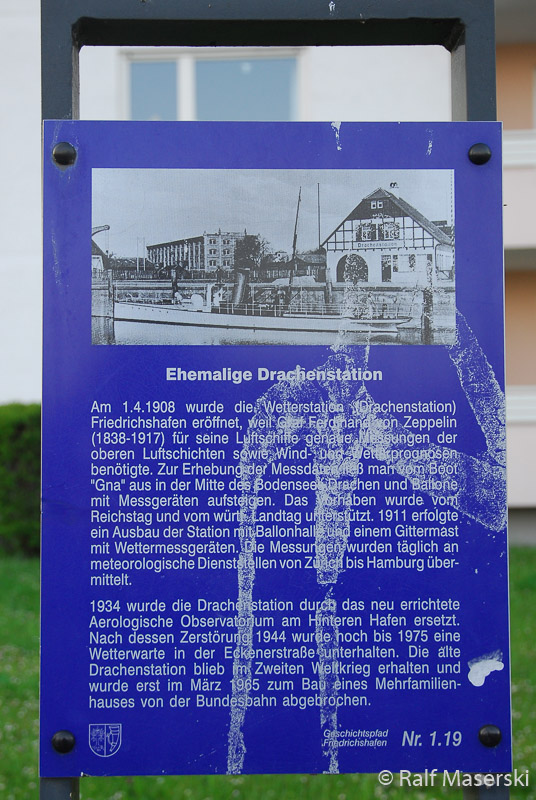 Drachenstation
Ehemalige Drachenstation
Am 1.4.1908 wurde die Wetterstation (Drachenstation)
Friedrichshafen eröffnet, weil Graf Ferdinand von Zeppelin
(1838-1917) für seine Luftschiffe genaue Messungen der
oberen Luftschichten sowie Wind- und Wetterprognosen
benötigte. Zur Erhebung der Messdaten ließ man vom Boot
"Gna" aus in der Mitte des Bodensees Drachen und Ballone
mit Messgeräten aufsteigen. Das Vorhaben wurde vom
Reichstag und vom württ. Landtag unterstützt. 1911 erfolgte
ein Ausbau der Station mit Ballonhalle und einem Gittermast
mit Wettermessgeräten. Die Messungen wurden täglich an
meteorologische Dienststellen von Zürich bis Hamburg über-
mittelt.
1934 wurde die Drachenstation durch das neu errichtete
Aerologische Observatorium am Hinteren Hafen ersetzt.
Nach dessen Zerstörung 1944 wurde noch bis 1975 eine
Wetterwarte in der Eckenerstraße unterhalten. Die alte
Drachenstation blieb im Zweiten Weltkrieg erhalten und
wurde erst im März 1965 zum Bau eines Mehrfamilien-
hauses von der Bundesbahn abgebrochen.
Geschichtspfad
Friedrichshafen
Nr. 1.19
© Ralf Maserski